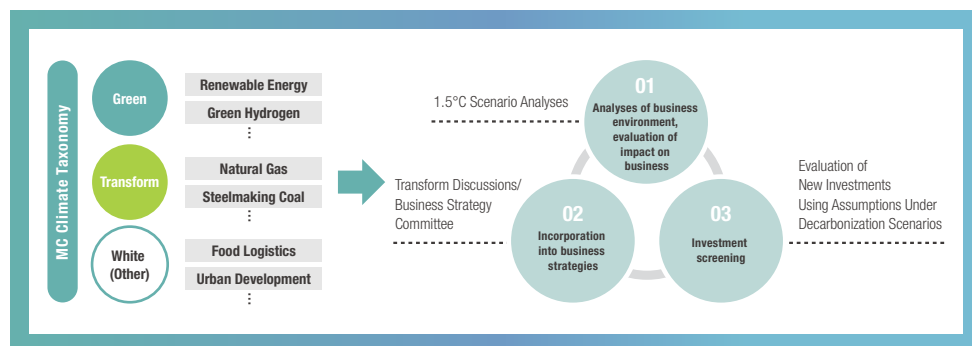 MC Climate Taxonomy
Green
Renewable Energy
Green Hydrogen
Transform
Natural Gas
Steelmaking Coal
White
(Other)
Food Logistics
Urban Development
1.5°C Scenario Analyses
01
Analyses of business
environment,
evaluation of
impact on
business
Transform Discussions/
Business Strategy
Committee
02
Incorporation
into business
strategies
03
Investment
screening
Evaluation of
New Investments
Using Assumptions Under
Decarbonization Scenarios